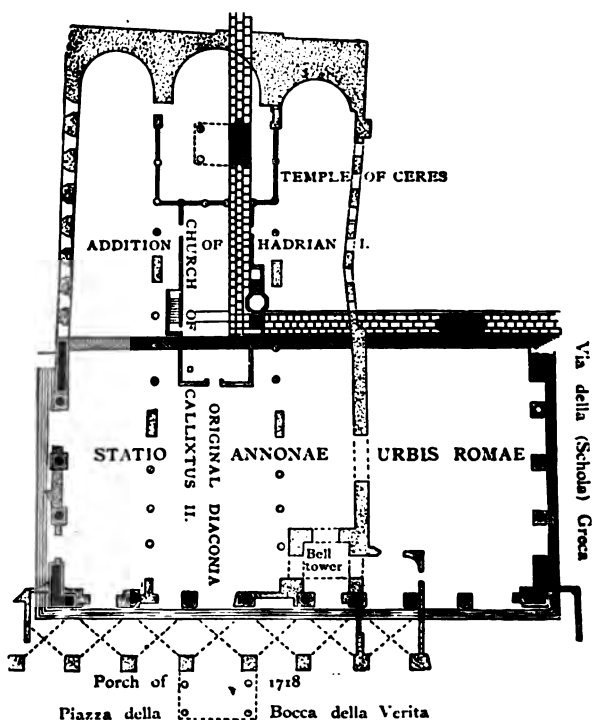 TEMPLE OF CERES
ADDITION OF HADRIAN I.
CHURCH OF
CALLIXTUS II.
ORIGINAL DIACONIA
STATIO ANNONAE URBIS ROMAE
Via della (Schola) Greca
Bell
tower
Porch of 1718
Piazza della Bocca della Verita